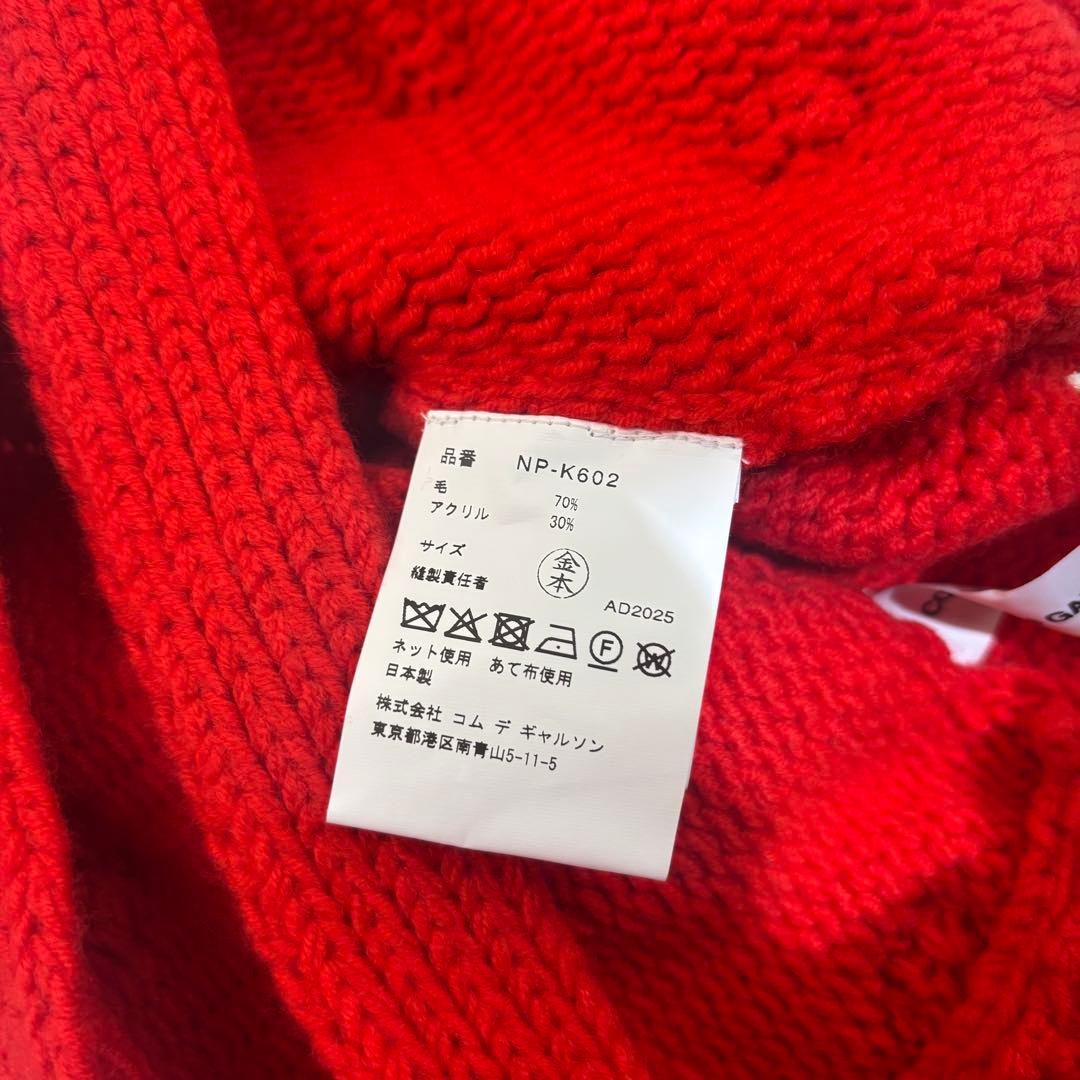 品番 NP-K602
毛 70%
アクリル 30%
サイズ
縫製責任者 金本
AD2025
F W
ネット使用 あて布使用
日本製
株式会社 コム デ ギャルソン
東京都港区南青山5-11-5
CO
GA